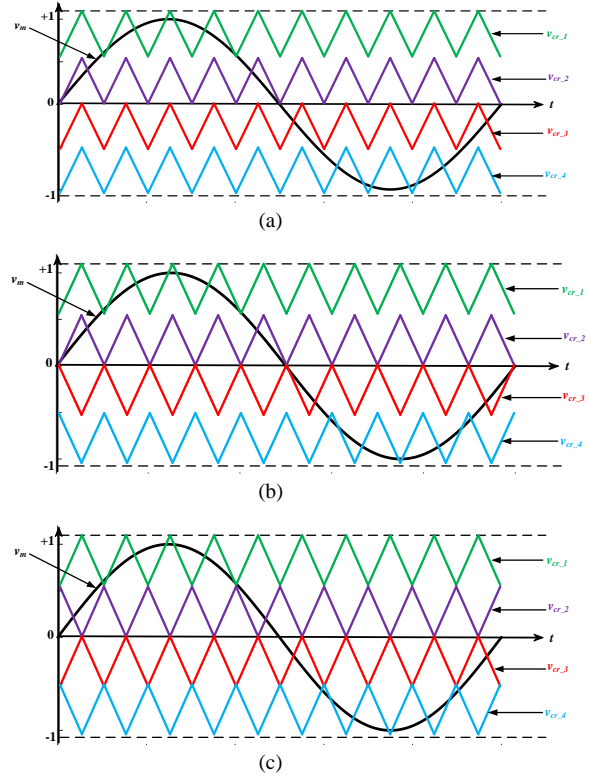 +1
v_m
v_cr_1
v_cr_2
0
t
v_cr_3
v_cr_4
-1
(a)
+1
v_m
v_cr_1
v_cr_2
0
t
v_cr_3
v_cr_4
-1
(b)
+1
v_m
v_cr_1
v_cr_2
0
t
v_cr_3
v_cr_4
-1
(c)